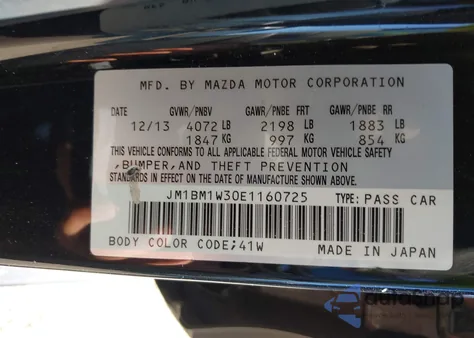 MFD. BY MAZDA MOTOR CORPORATION
DATE GVWR/PNBV GAWR/PNBE FRT GAWR/PNBE RR
12/13 4072 LB 2198 LB 1883 LB
1847 KG 997 KG 854 KG
THIS VEHICLE CONFORMS TO ALL APPLICABLE FEDERAL MOTOR VEHICLE SAFETY
,BUMPER,AND THEFT PREVENTION
STANDARDS IN EFFECT ON THE DATE OF MANUFACTURE SHOWN ABOVE.
JM1BM1W30E1160725 TYPE: PASS CAR
BODY COLOR CODE;41W MADE IN JAPAN